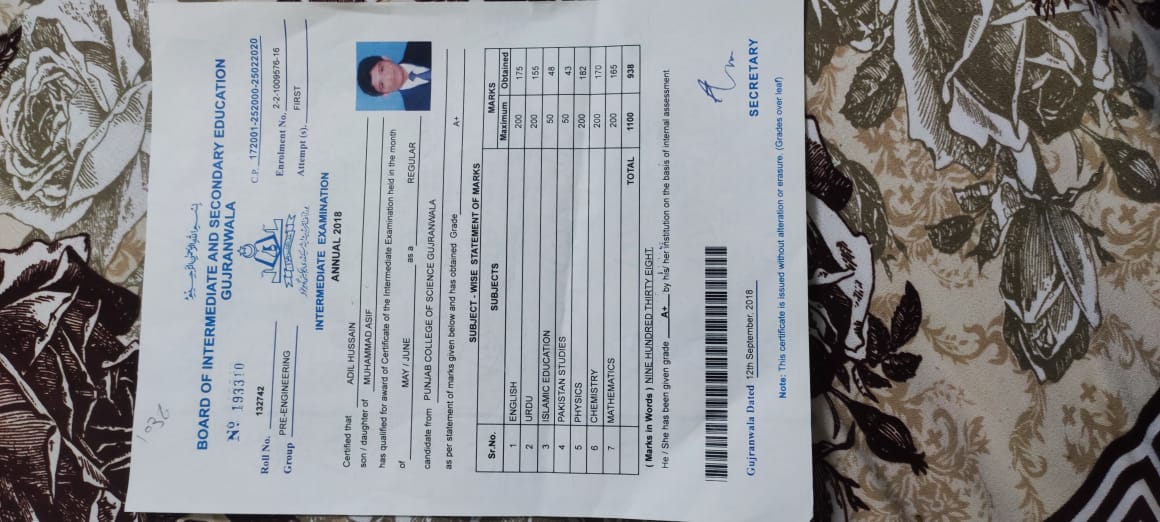 1036
بسم اللہ الرحمن الرحیم
BOARD OF INTERMEDIATE AND SECONDARY EDUCATION
GUJRANWALA
Nº 193310
C.P. 172001-252000-25022020
Roll No. 132742
Enrolment No. 2-2-1009576-16
Group PRE-ENGINEERING
Attempt (s). FIRST
INTERMEDIATE EXAMINATION
ANNUAL 2018
Certified that ADIL HUSSAIN
son / daughter of MUHAMMAD ASIF
has qualified for award of Certificate of the Intermediate Examination held in the month
of MAY / JUNE as a REGULAR
candidate from PUNJAB COLLEGE OF SCIENCE GUJRANWALA
as per statement of marks given below and has obtained Grade A+
SUBJECT - WISE STATEMENT OF MARKS
Sr.No. SUBJECTS MARKS
Maximum Obtained
1 ENGLISH 200 175
2 URDU 200 155
3 ISLAMIC EDUCATION 50 48
4 PAKISTAN STUDIES 50 43
5 PHYSICS 200 182
6 CHEMISTRY 200 170
7 MATHEMATICS 200 165
TOTAL 1100 938
( Marks in Words ) NINE HUNDRED THIRTY EIGHT.
He / She has been given grade A+ by his/ her institution on the basis of internal assessment.
Gujranwala Dated 12th September, 2018
SECRETARY
Note: This certificate is issued without alteration or erasure. (Grades over leaf)